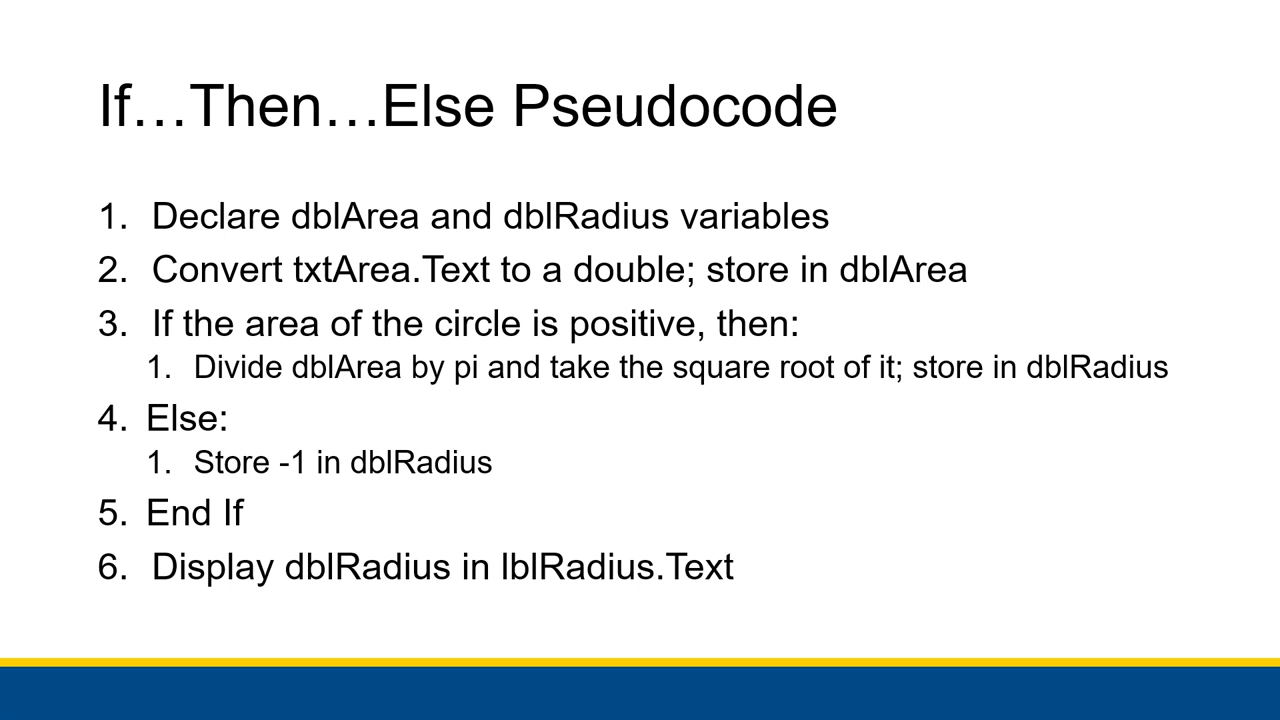 If…Then…Else Pseudocode
1. Declare dblArea and dblRadius variables
2. Convert txtArea.Text to a double; store in dblArea
3. If the area of the circle is positive, then:
1. Divide dblArea by pi and take the square root of it; store in dblRadius
4. Else:
1. Store -1 in dblRadius
5. End If
6. Display dblRadius in lblRadius.Text